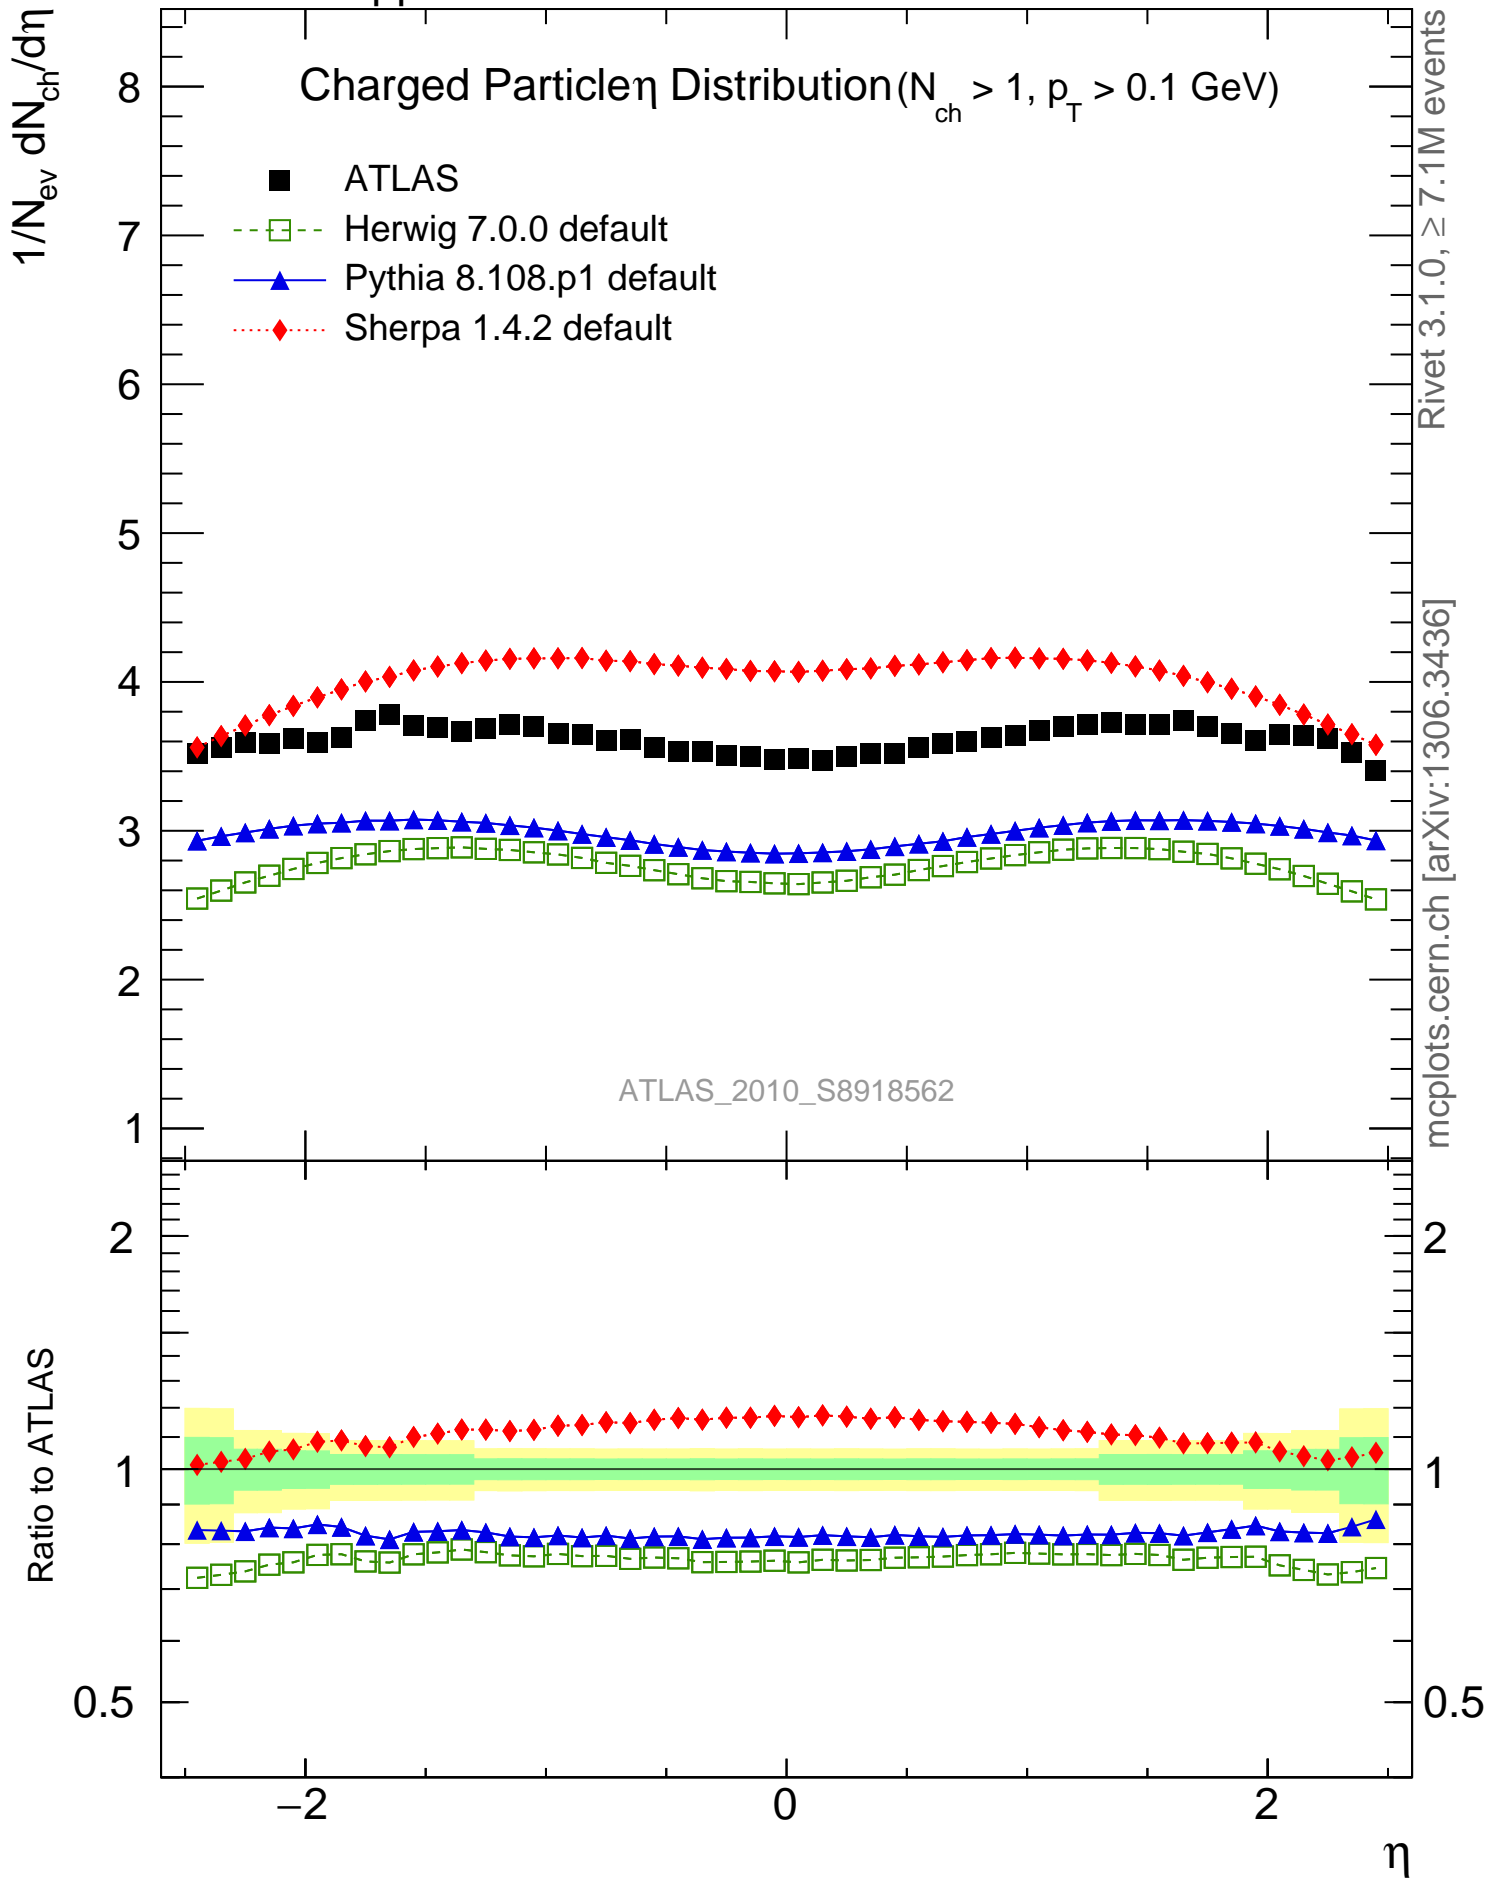 1/N_ev dN_ch/dη
Charged Particle η Distribution (N_ch > 1, p_T > 0.1 GeV)
ATLAS
Herwig 7.0.0 default
Pythia 8.108.p1 default
Sherpa 1.4.2 default
8
7
6
5
4
3
2
1
ATLAS_2010_S8918562
Rivet 3.1.0, ≥ 7.1M events
mcplots.cern.ch [arXiv:1306.3436]
Ratio to ATLAS
2
1
0.5
2
1
0.5
−2
0
2
η